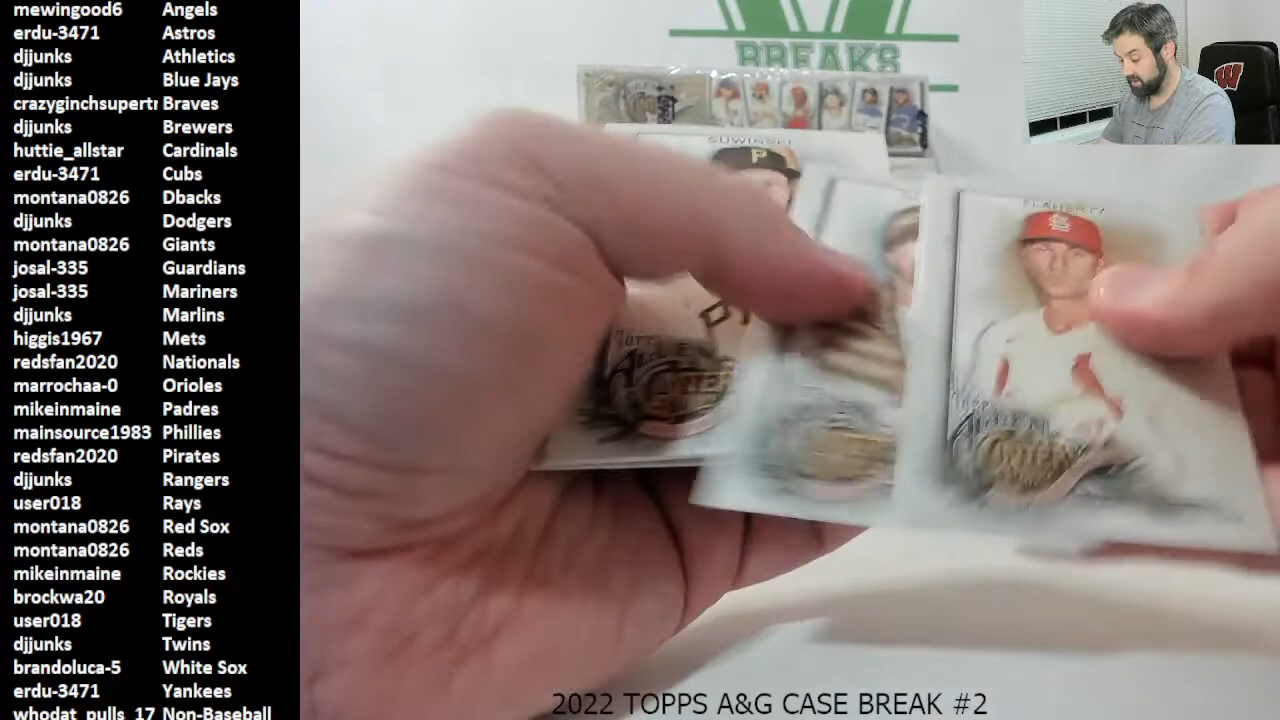 mewingood6 Angels
erdu-3471 Astros
djjunks Athletics
djjunks Blue Jays
crazyginchsupertr Braves
djjunks Brewers
huttie_allstar Cardinals
erdu-3471 Cubs
montana0826 Dbacks
djjunks Dodgers
montana0826 Giants
josal-335 Guardians
josal-335 Mariners
djjunks Marlins
higgis1967 Mets
redsfan2020 Nationals
marrochaa-0 Orioles
mikeinmaine Padres
mainsource1983 Phillies
redsfan2020 Pirates
djjunks Rangers
user018 Rays
montana0826 Red Sox
montana0826 Reds
mikeinmaine Rockies
brockwa20 Royals
user018 Tigers
djjunks Twins
brandoluca-5 White Sox
erdu-3471 Yankees
whodat_pulls_17 Non-Baseball
BREAKS
W
SUWINSKI
P
FLAHERTY
2022 TOPPS A&G CASE BREAK #2